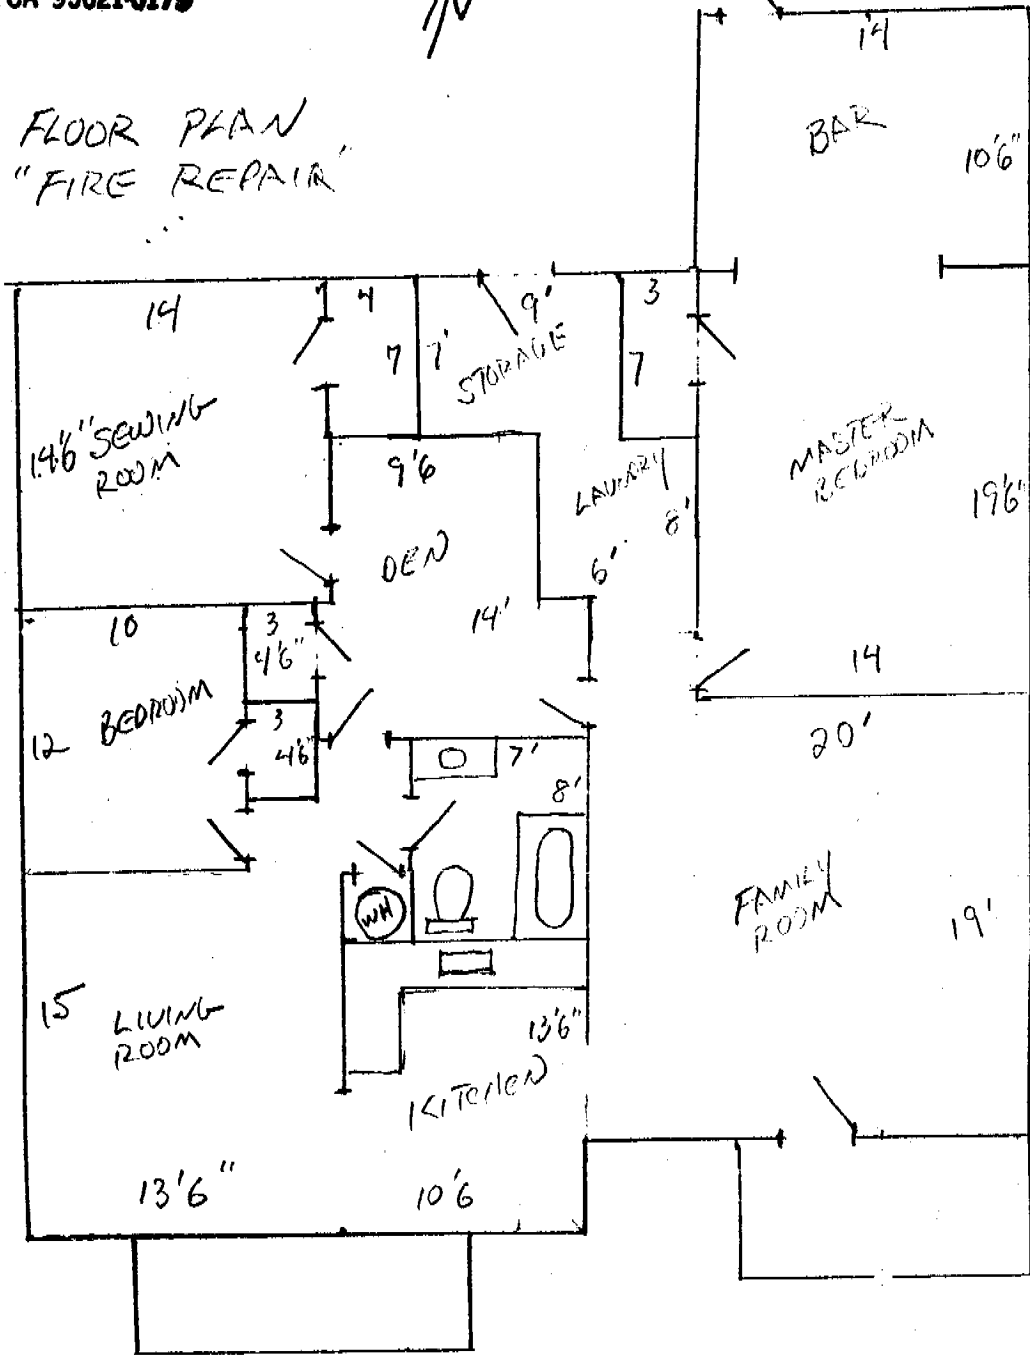 CA 95621-0179
FLOOR PLAN
"FIRE REPAIR"
14
BAR
10'6"
14
4
9'
3
7
7'
STORAGE
7
14'6" SEWING
ROOM
9'6
LAUNDRY
8'
MASTER
BEDROOM
19'6"
DEN
6'
14'
10
3
4'6"
14
12
BEDROOM
3
4'6"
7'
20'
8'
FAMILY
ROOM
19'
WH
15
LIVING
ROOM
13'6"
KITCHEN
13'6"
10'6